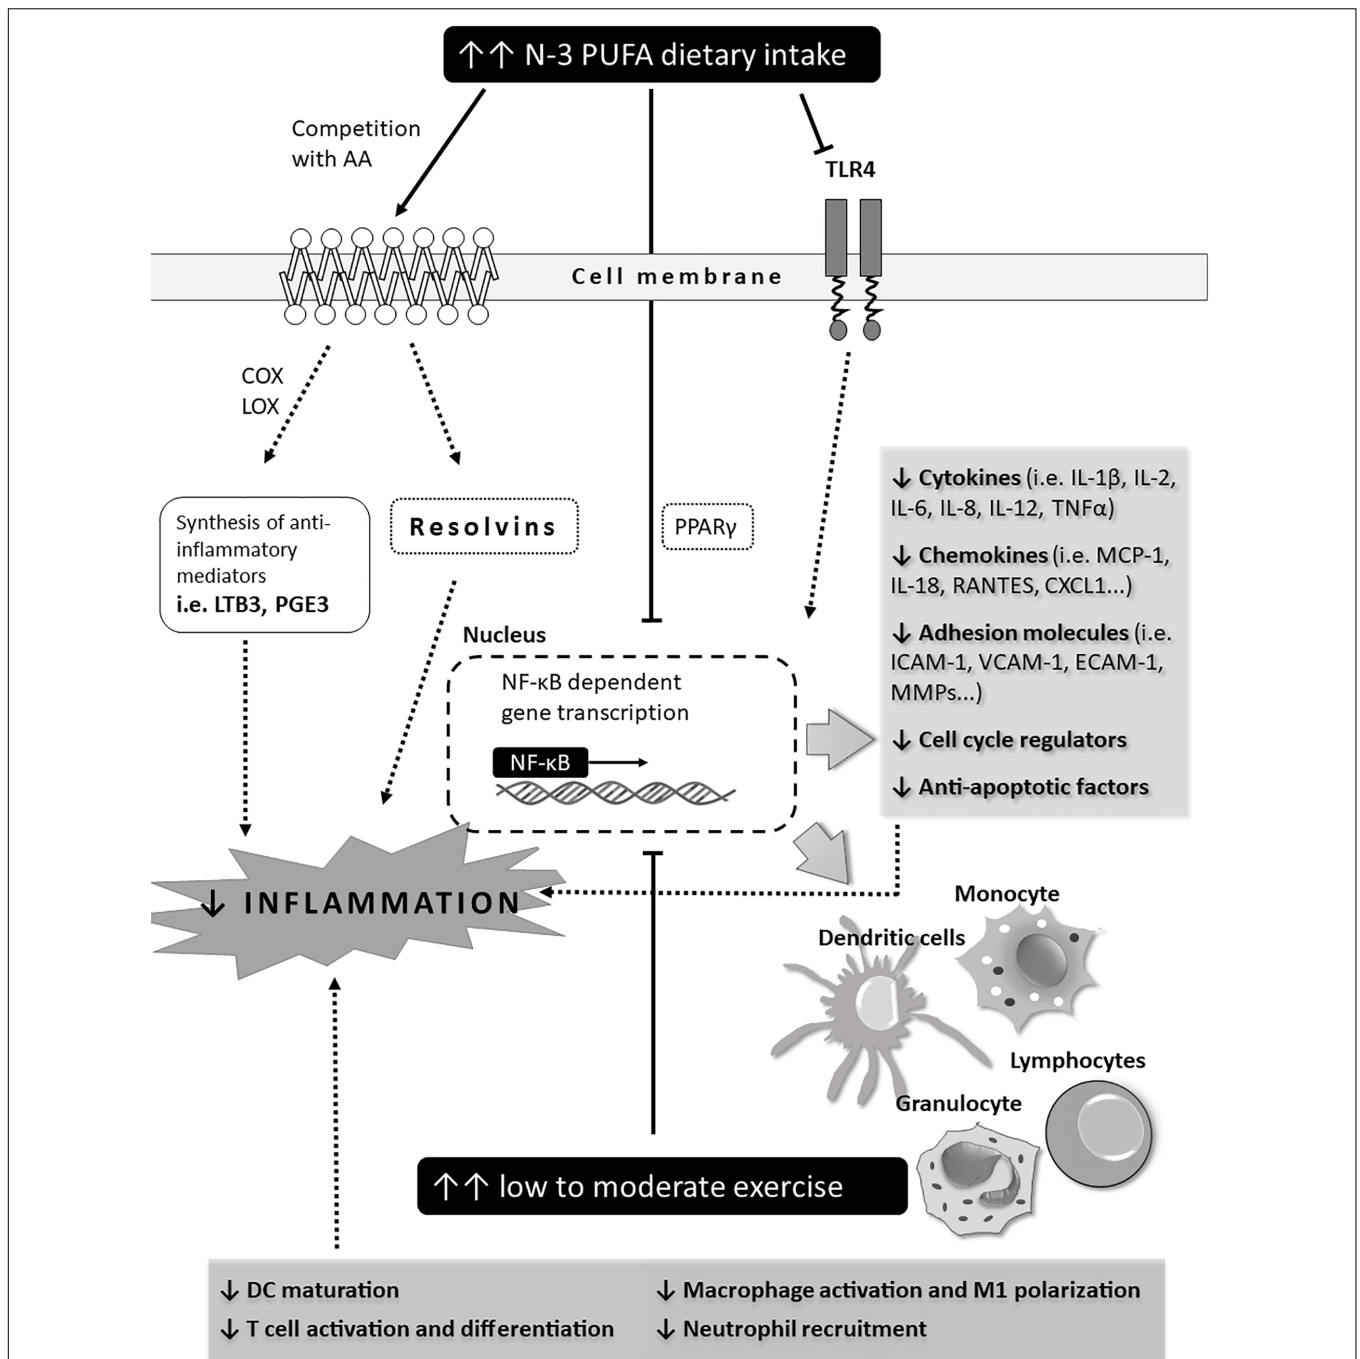 ↑↑ N-3 PUFA dietary intake
Competition
with AA
TLR4
Cell membrane
COX
LOX
Synthesis of anti-
inflammatory
mediators
i.e. LTB3, PGE3
Resolvins
PPARγ
↓ Cytokines (i.e. IL-1β, IL-2,
IL-6, IL-8, IL-12, TNFα)
↓ Chemokines (i.e. MCP-1,
IL-18, RANTES, CXCL1...)
↓ Adhesion molecules (i.e.
ICAM-1, VCAM-1, ECAM-1,
MMPs...)
↓ Cell cycle regulators
↓ Anti-apoptotic factors
Nucleus
NF-κB dependent
gene transcription
NF-κB
↓ INFLAMMATION
Monocyte
Dendritic cells
Lymphocytes
Granulocyte
↑↑ low to moderate exercise
↓ DC maturation
↓ T cell activation and differentiation
↓ Macrophage activation and M1 polarization
↓ Neutrophil recruitment